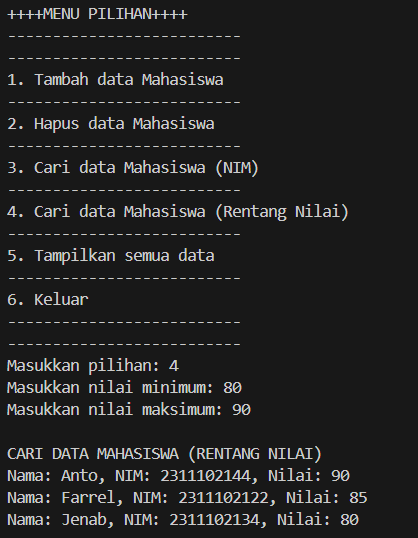 ++++MENU PILIHAN++++
--------------------------
--------------------------
1. Tambah data Mahasiswa
--------------------------
2. Hapus data Mahasiswa
--------------------------
3. Cari data Mahasiswa (NIM)
--------------------------
4. Cari data Mahasiswa (Rentang Nilai)
--------------------------
5. Tampilkan semua data
--------------------------
6. Keluar
--------------------------
--------------------------
Masukkan pilihan: 4
Masukkan nilai minimum: 80
Masukkan nilai maksimum: 90

CARI DATA MAHASISWA (RENTANG NILAI)
Nama: Anto, NIM: 2311102144, Nilai: 90
Nama: Farrel, NIM: 2311102122, Nilai: 85
Nama: Jenab, NIM: 2311102134, Nilai: 80